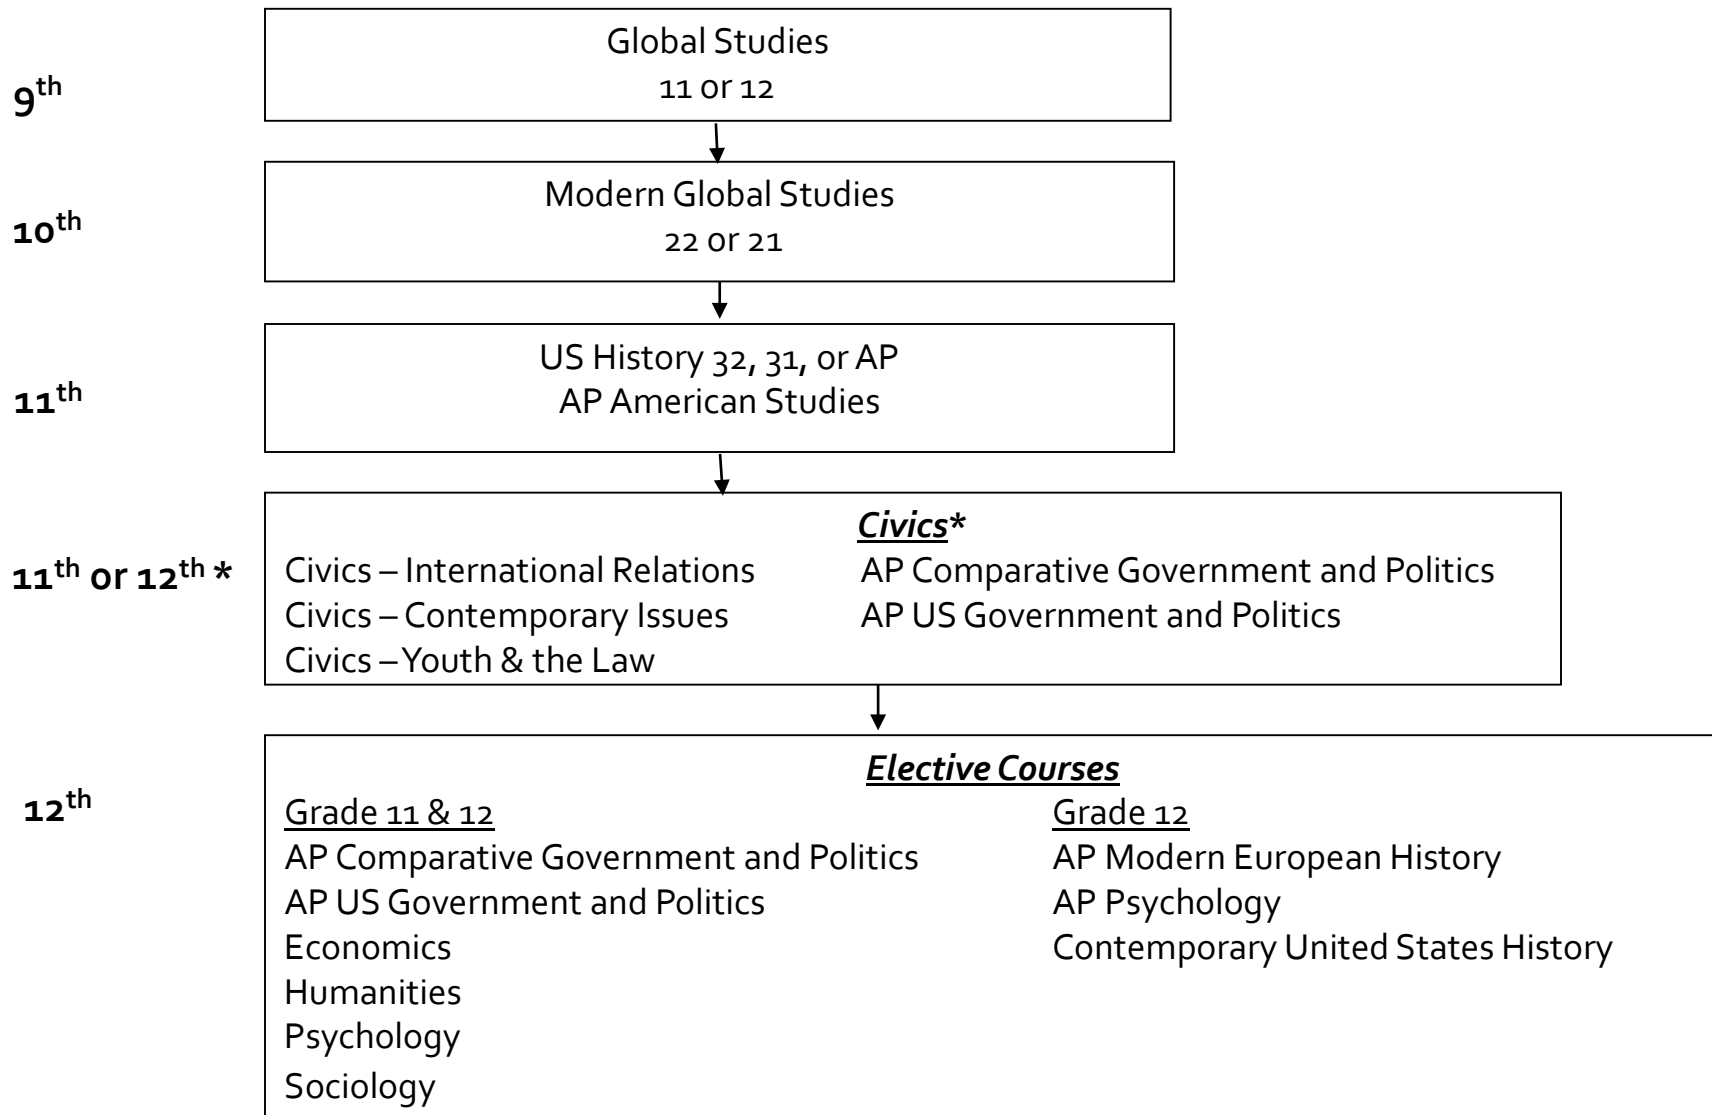 Global Studies
11 or 12
9th
Modern Global Studies
22 or 21
10th
US History 32, 31, or AP
AP American Studies
11th
Civics*
11th or 12th *
Civics – International Relations
Civics – Contemporary Issues
Civics – Youth & the Law
AP Comparative Government and Politics
AP US Government and Politics
Elective Courses
12th
Grade 11 & 12
AP Comparative Government and Politics
AP US Government and Politics
Economics
Humanities
Psychology
Sociology
Grade 12
AP Modern European History
AP Psychology
Contemporary United States History